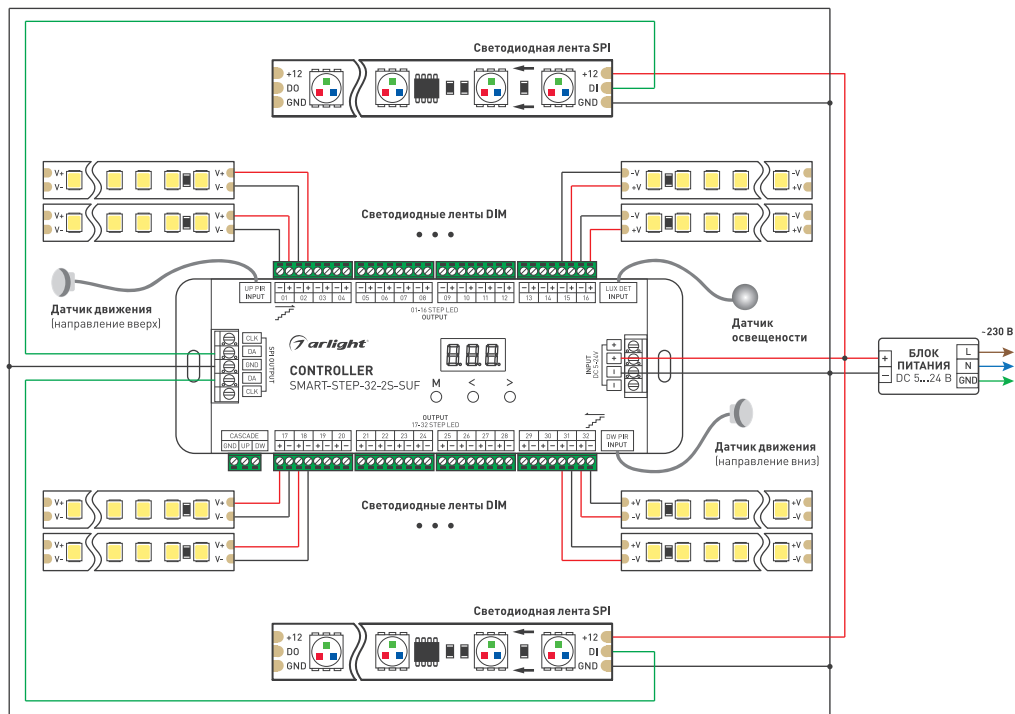 Светодиодная лента SPI
+12
DO
GND
+12
DI
GND
V+
V-
V+
V-
-V
+V
-V
+V
V+
V-
V+
V-
-V
+V
-V
+V
Светодиодные ленты DIM
- + - + - + - +
01 02 03 04
- + - + - + - +
05 06 07 08
- + - + - + - +
09 10 11 12
- + - + - + - +
13 14 15 16
UP PIR
INPUT
LUX DET
INPUT
01-16 STEP LED
OUTPUT
Датчик движения
(направление вверх)
Датчик
освещености
CLK
DA
GND
DA
CLK
SPI OUTPUT
arlight
CONTROLLER
SMART-STEP-32-2S-SUF
M < >
INPUT
DC 5-24V
+
+
-
-
~230 В
+
-
БЛОК
ПИТАНИЯ
DC 5...24 В
L
N
GND
OUTPUT
17-32 STEP LED
CASCADE
GND UP DW
17 18 19 20
+ - + - + - + -
21 22 23 24
+ - + - + - + -
25 26 27 28
+ - + - + - + -
29 30 31 32
+ - + - + - + -
DW PIR
INPUT
Датчик движения
(направление вниз)
V+
V-
V+
V-
+V
-V
+V
-V
V+
V-
V+
V-
+V
-V
+V
-V
Светодиодные ленты DIM
Светодиодная лента SPI
+12
DO
GND
+12
DI
GND